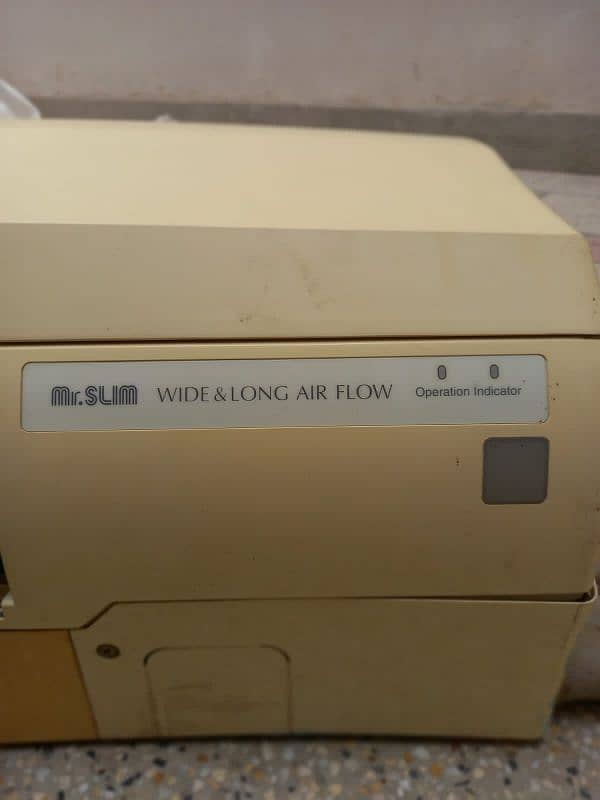 Mr.SLIM WIDE & LONG AIR FLOW
Operation Indicator